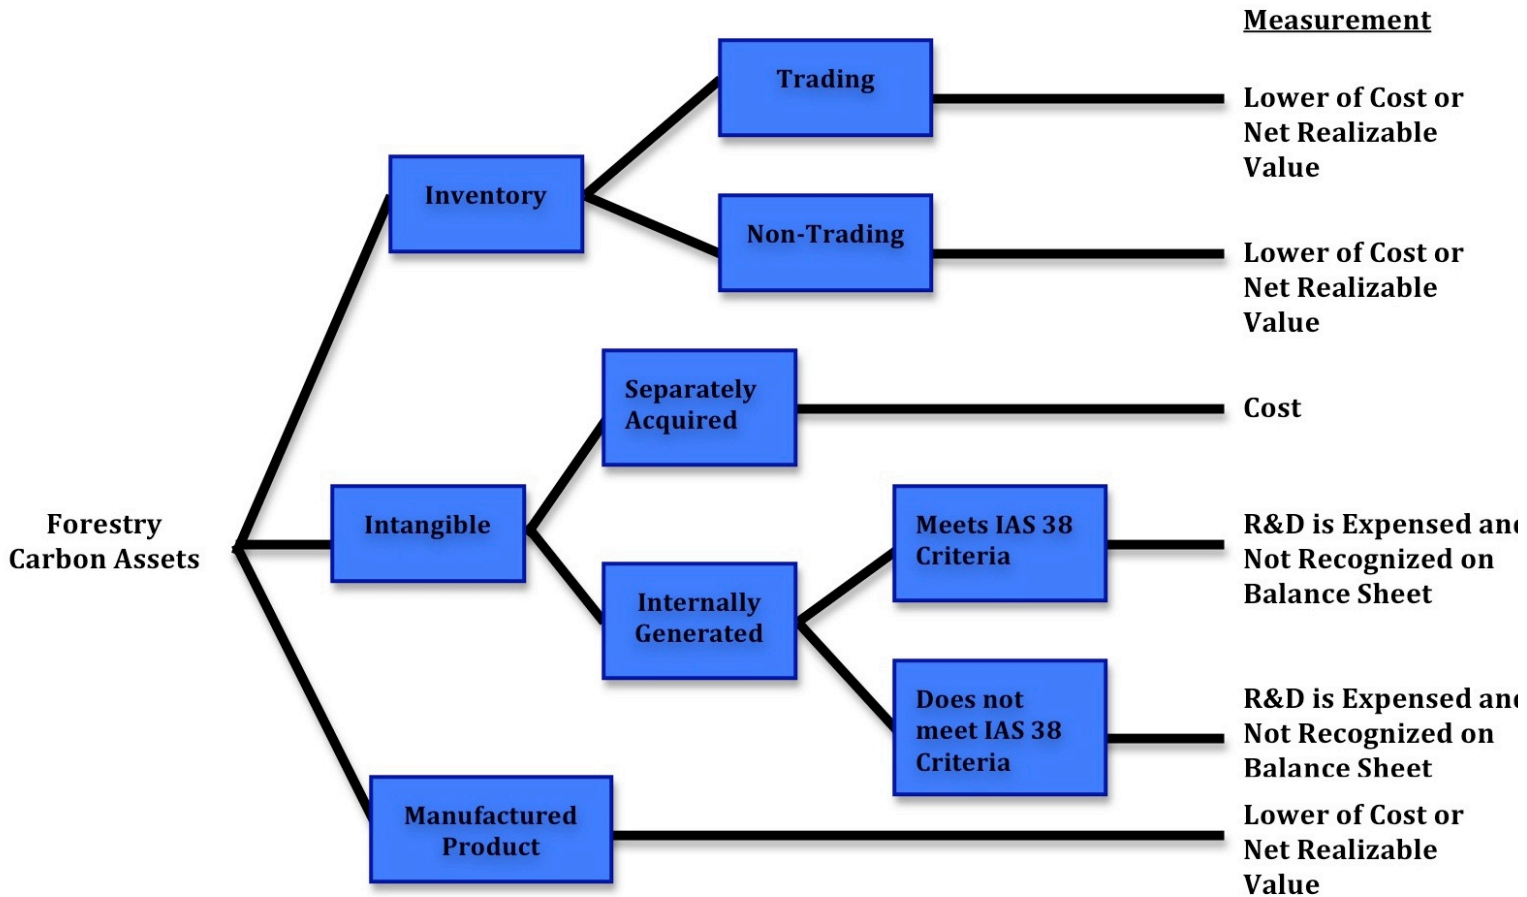 Measurement
Trading
Lower of Cost or
Net Realizable
Value
Inventory
Non-Trading
Lower of Cost or
Net Realizable
Value
Separately
Acquired
Cost
Forestry
Carbon Assets
Intangible
Meets IAS 38
Criteria
R&D is Expensed and
Not Recognized on
Balance Sheet
Internally
Generated
Does not
meet IAS 38
Criteria
R&D is Expensed and
Not Recognized on
Balance Sheet
Manufactured
Product
Lower of Cost or
Net Realizable
Value